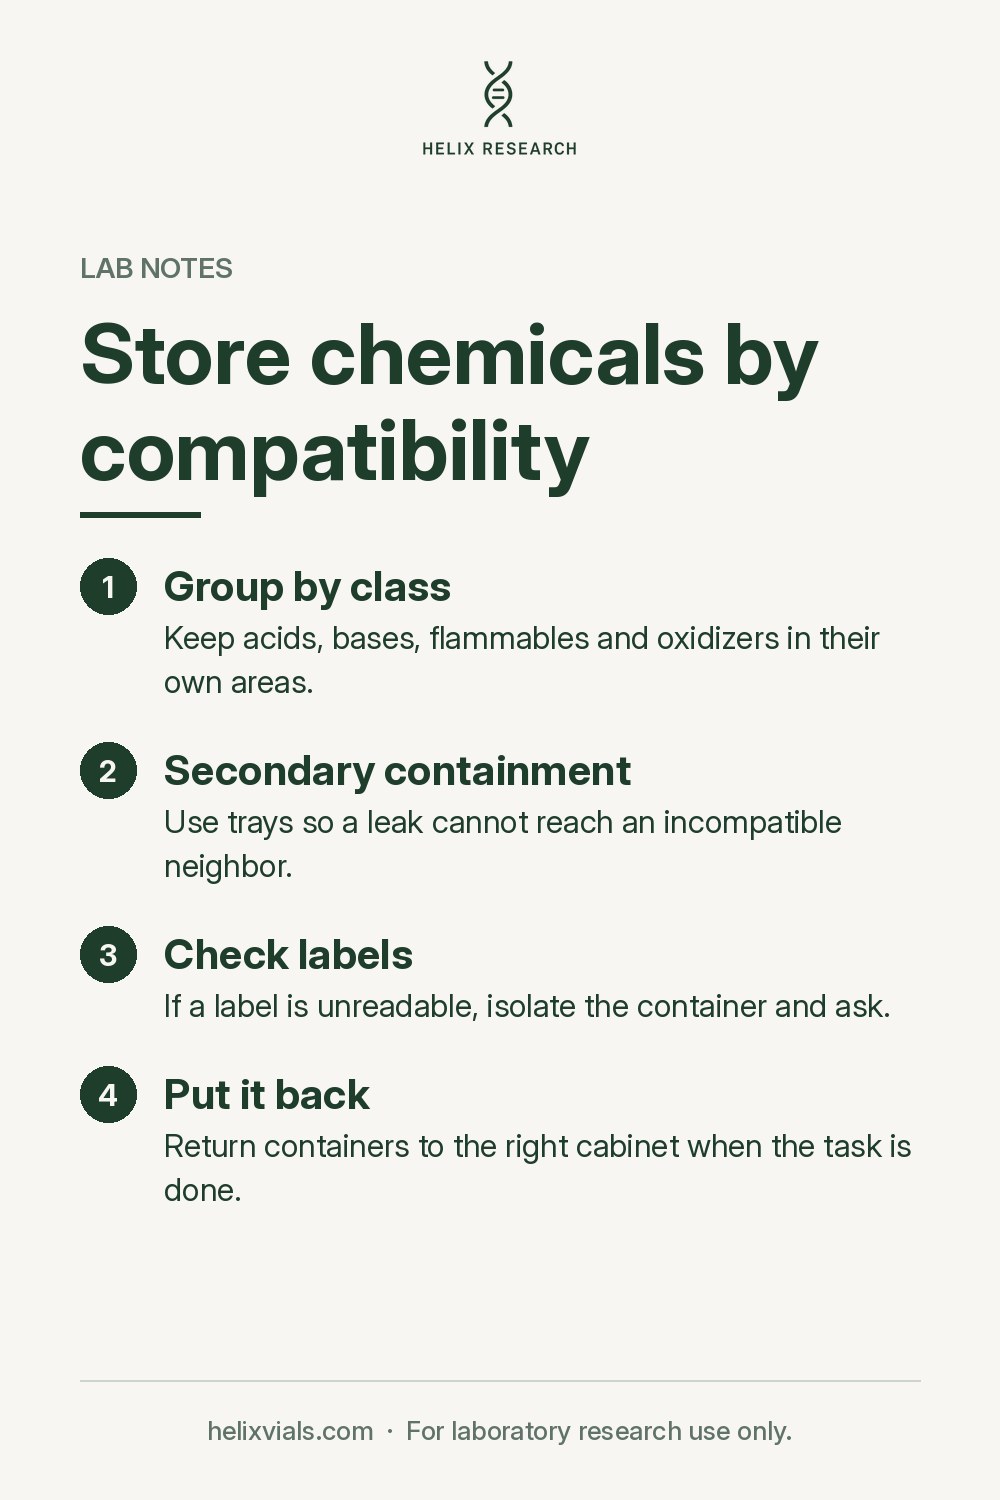 HELIX RESEARCH
LAB NOTES
Store chemicals by
compatibility
1 Group by class
Keep acids, bases, flammables and oxidizers in their
own areas.
2 Secondary containment
Use trays so a leak cannot reach an incompatible
neighbor.
3 Check labels
If a label is unreadable, isolate the container and ask.
4 Put it back
Return containers to the right cabinet when the task is
done.
helixvials.com · For laboratory research use only.